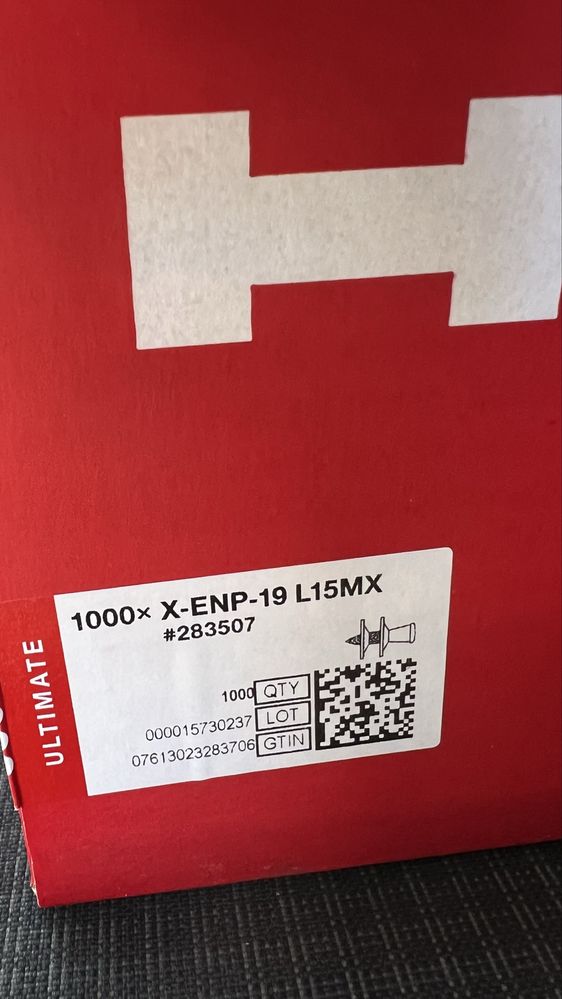 H
1000× X-ENP-19 L15MX
#283507
1000 QTY
000015730237 LOT
07613023283706 GTIN
ULTIMATE